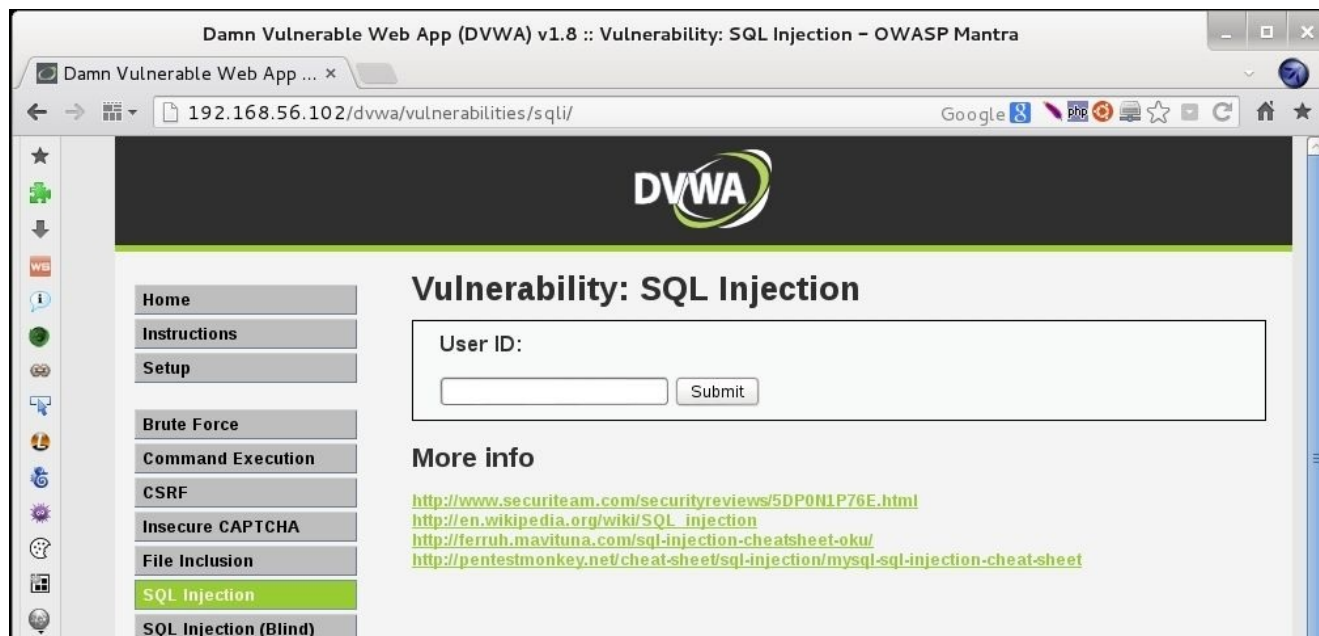 Damn Vulnerable Web App (DVWA) v1.8 :: Vulnerability: SQL Injection - OWASP Mantra
Damn Vulnerable Web App ... ×
192.168.56.102/dvwa/vulnerabilities/sqli/
Google
8
php
WS
DVWA
Home
Instructions
Setup
Brute Force
Command Execution
CSRF
Insecure CAPTCHA
File Inclusion
SQL Injection
SQL Injection (Blind)
Vulnerability: SQL Injection
User ID:
Submit
More info
http://www.securiteam.com/securityreviews/5DP0N1P76E.html
http://en.wikipedia.org/wiki/SQL_injection
http://ferruh.mavituna.com/sql-injection-cheatsheet-oku/
http://pentestmonkey.net/cheat-sheet/sql-injection/mysql-sql-injection-cheat-sheet